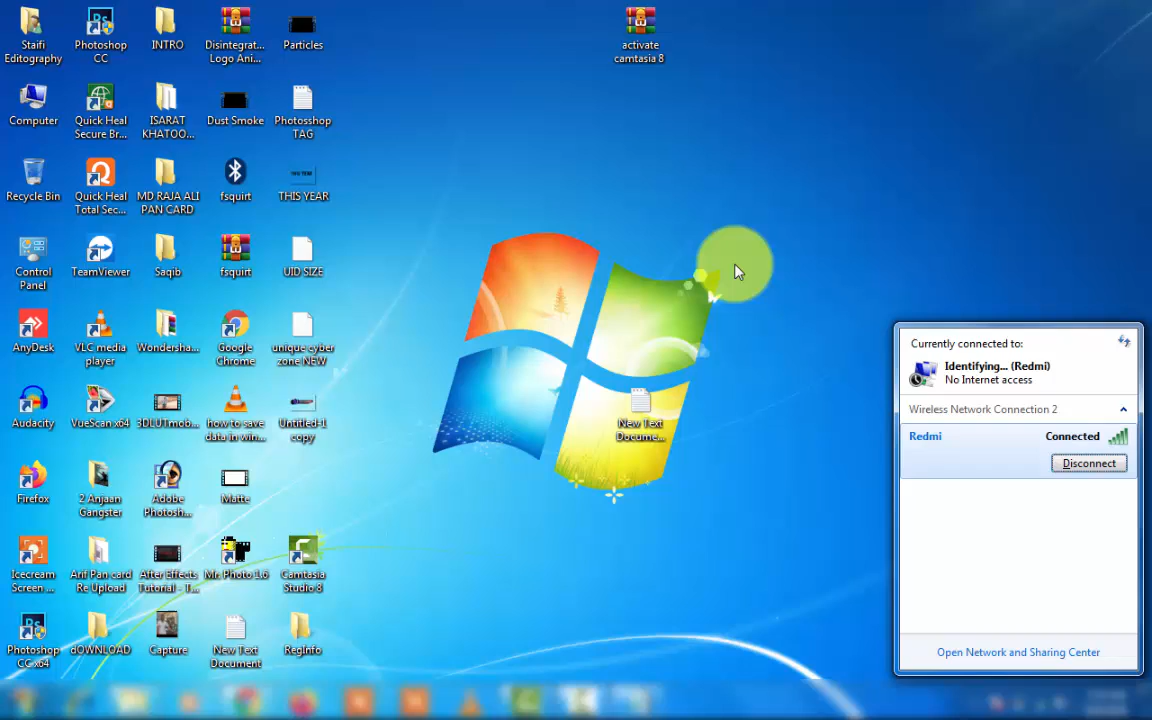 Staifi
Editography
Photoshop
CC
INTRO
Disintegrat...
Logo Ani...
Particles
activate
camtasia 8
Computer
Quick Heal
Secure Br...
ISARAT
KHATOO...
Dust Smoke
Photosshop
TAG
Recycle Bin
Quick Heal
Total Sec...
MD RAJA ALI
PAN CARD
fsquirt
THIS YEAR
Control
Panel
TeamViewer
Saqib
fsquirt
UID SIZE
AnyDesk
VLC media
player
Wondersha...
Google
Chrome
unique cyber
zone NEW
Audacity
VueScan x64
3DLUTmob...
how to save
data in win...
Untitled-1
copy
New Text
Docume...
Firefox
2 Anjaan
Gangster
Adobe
Photosh...
Matte
Icecream
Screen ...
Arif Pan card
Re Upload
After Effects
Tutorial - T...
Mr. Photo 1.6
Camtasia
Studio 8
Photoshop
CC x64
dOWNLOAD
Capture
New Text
Document
RegInfo
Currently connected to:
Identifying... (Redmi)
No Internet access
Wireless Network Connection 2
Redmi Connected
Disconnect
Open Network and Sharing Center